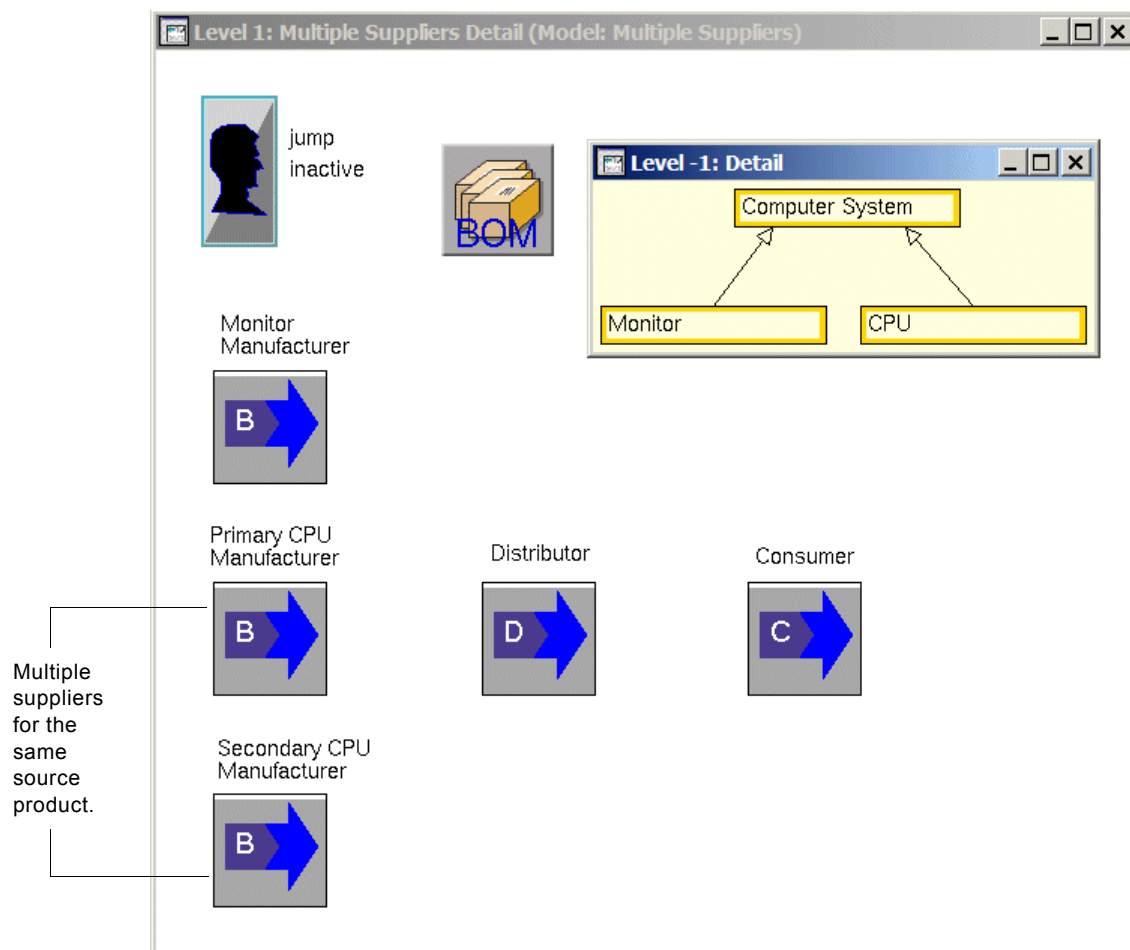 Level 1: Multiple Suppliers Detail (Model: Multiple Suppliers)
jump
inactive
BOM
Level -1: Detail
Computer System
Monitor
CPU
Monitor
Manufacturer
B
Primary CPU
Manufacturer
B
Distributor
D
Consumer
C
Multiple
suppliers
for the
same
source
product.
Secondary CPU
Manufacturer
B